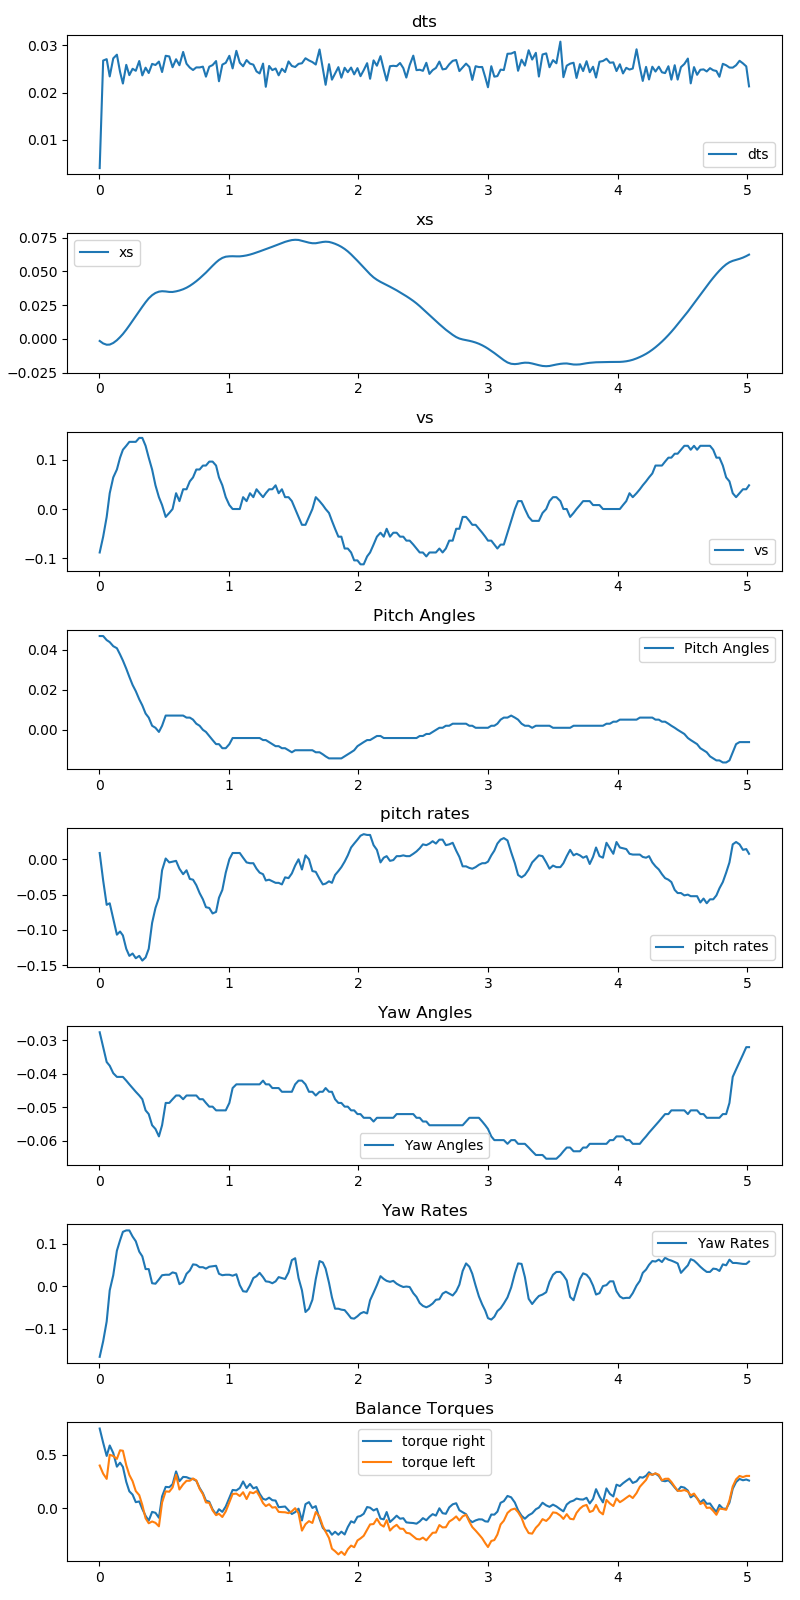 dts
0.03
0.02
0.01
dts
0 1 2 3 4 5
xs
0.075
0.050
0.025
0.000
−0.025
xs
0 1 2 3 4 5
vs
0.1
0.0
−0.1
vs
0 1 2 3 4 5
Pitch Angles
0.04
0.02
0.00
Pitch Angles
0 1 2 3 4 5
pitch rates
0.00
−0.05
−0.10
−0.15
pitch rates
0 1 2 3 4 5
Yaw Angles
−0.03
−0.04
−0.05
−0.06
Yaw Angles
0 1 2 3 4 5
Yaw Rates
0.1
0.0
−0.1
Yaw Rates
0 1 2 3 4 5
Balance Torques
0.5
0.0
torque right
torque left
0 1 2 3 4 5